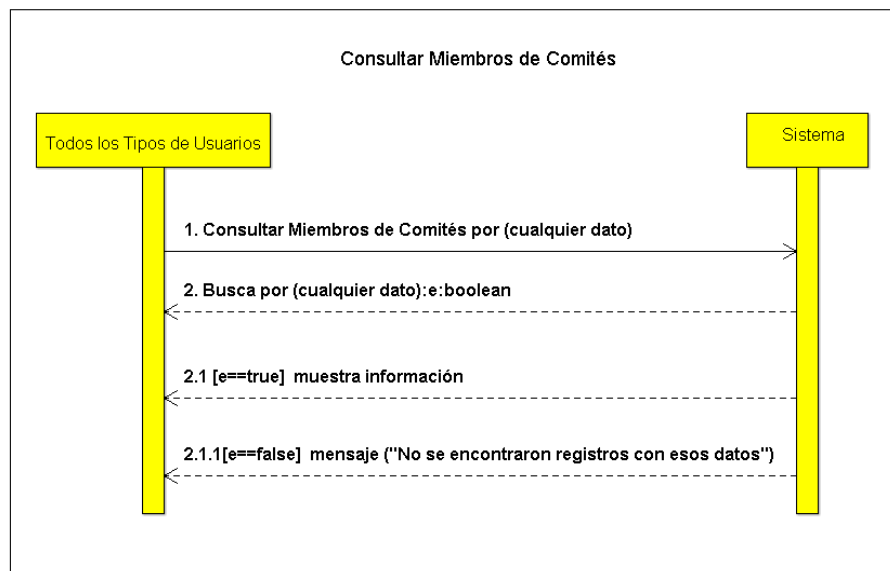 Consultar Miembros de Comités
Todos los Tipos de Usuarios
Sistema
1. Consultar Miembros de Comités por (cualquier dato)
2. Busca por (cualquier dato):e:boolean
2.1 [e==true]  muestra información
2.1.1[e==false]  mensaje ("No se encontraron registros con esos datos")